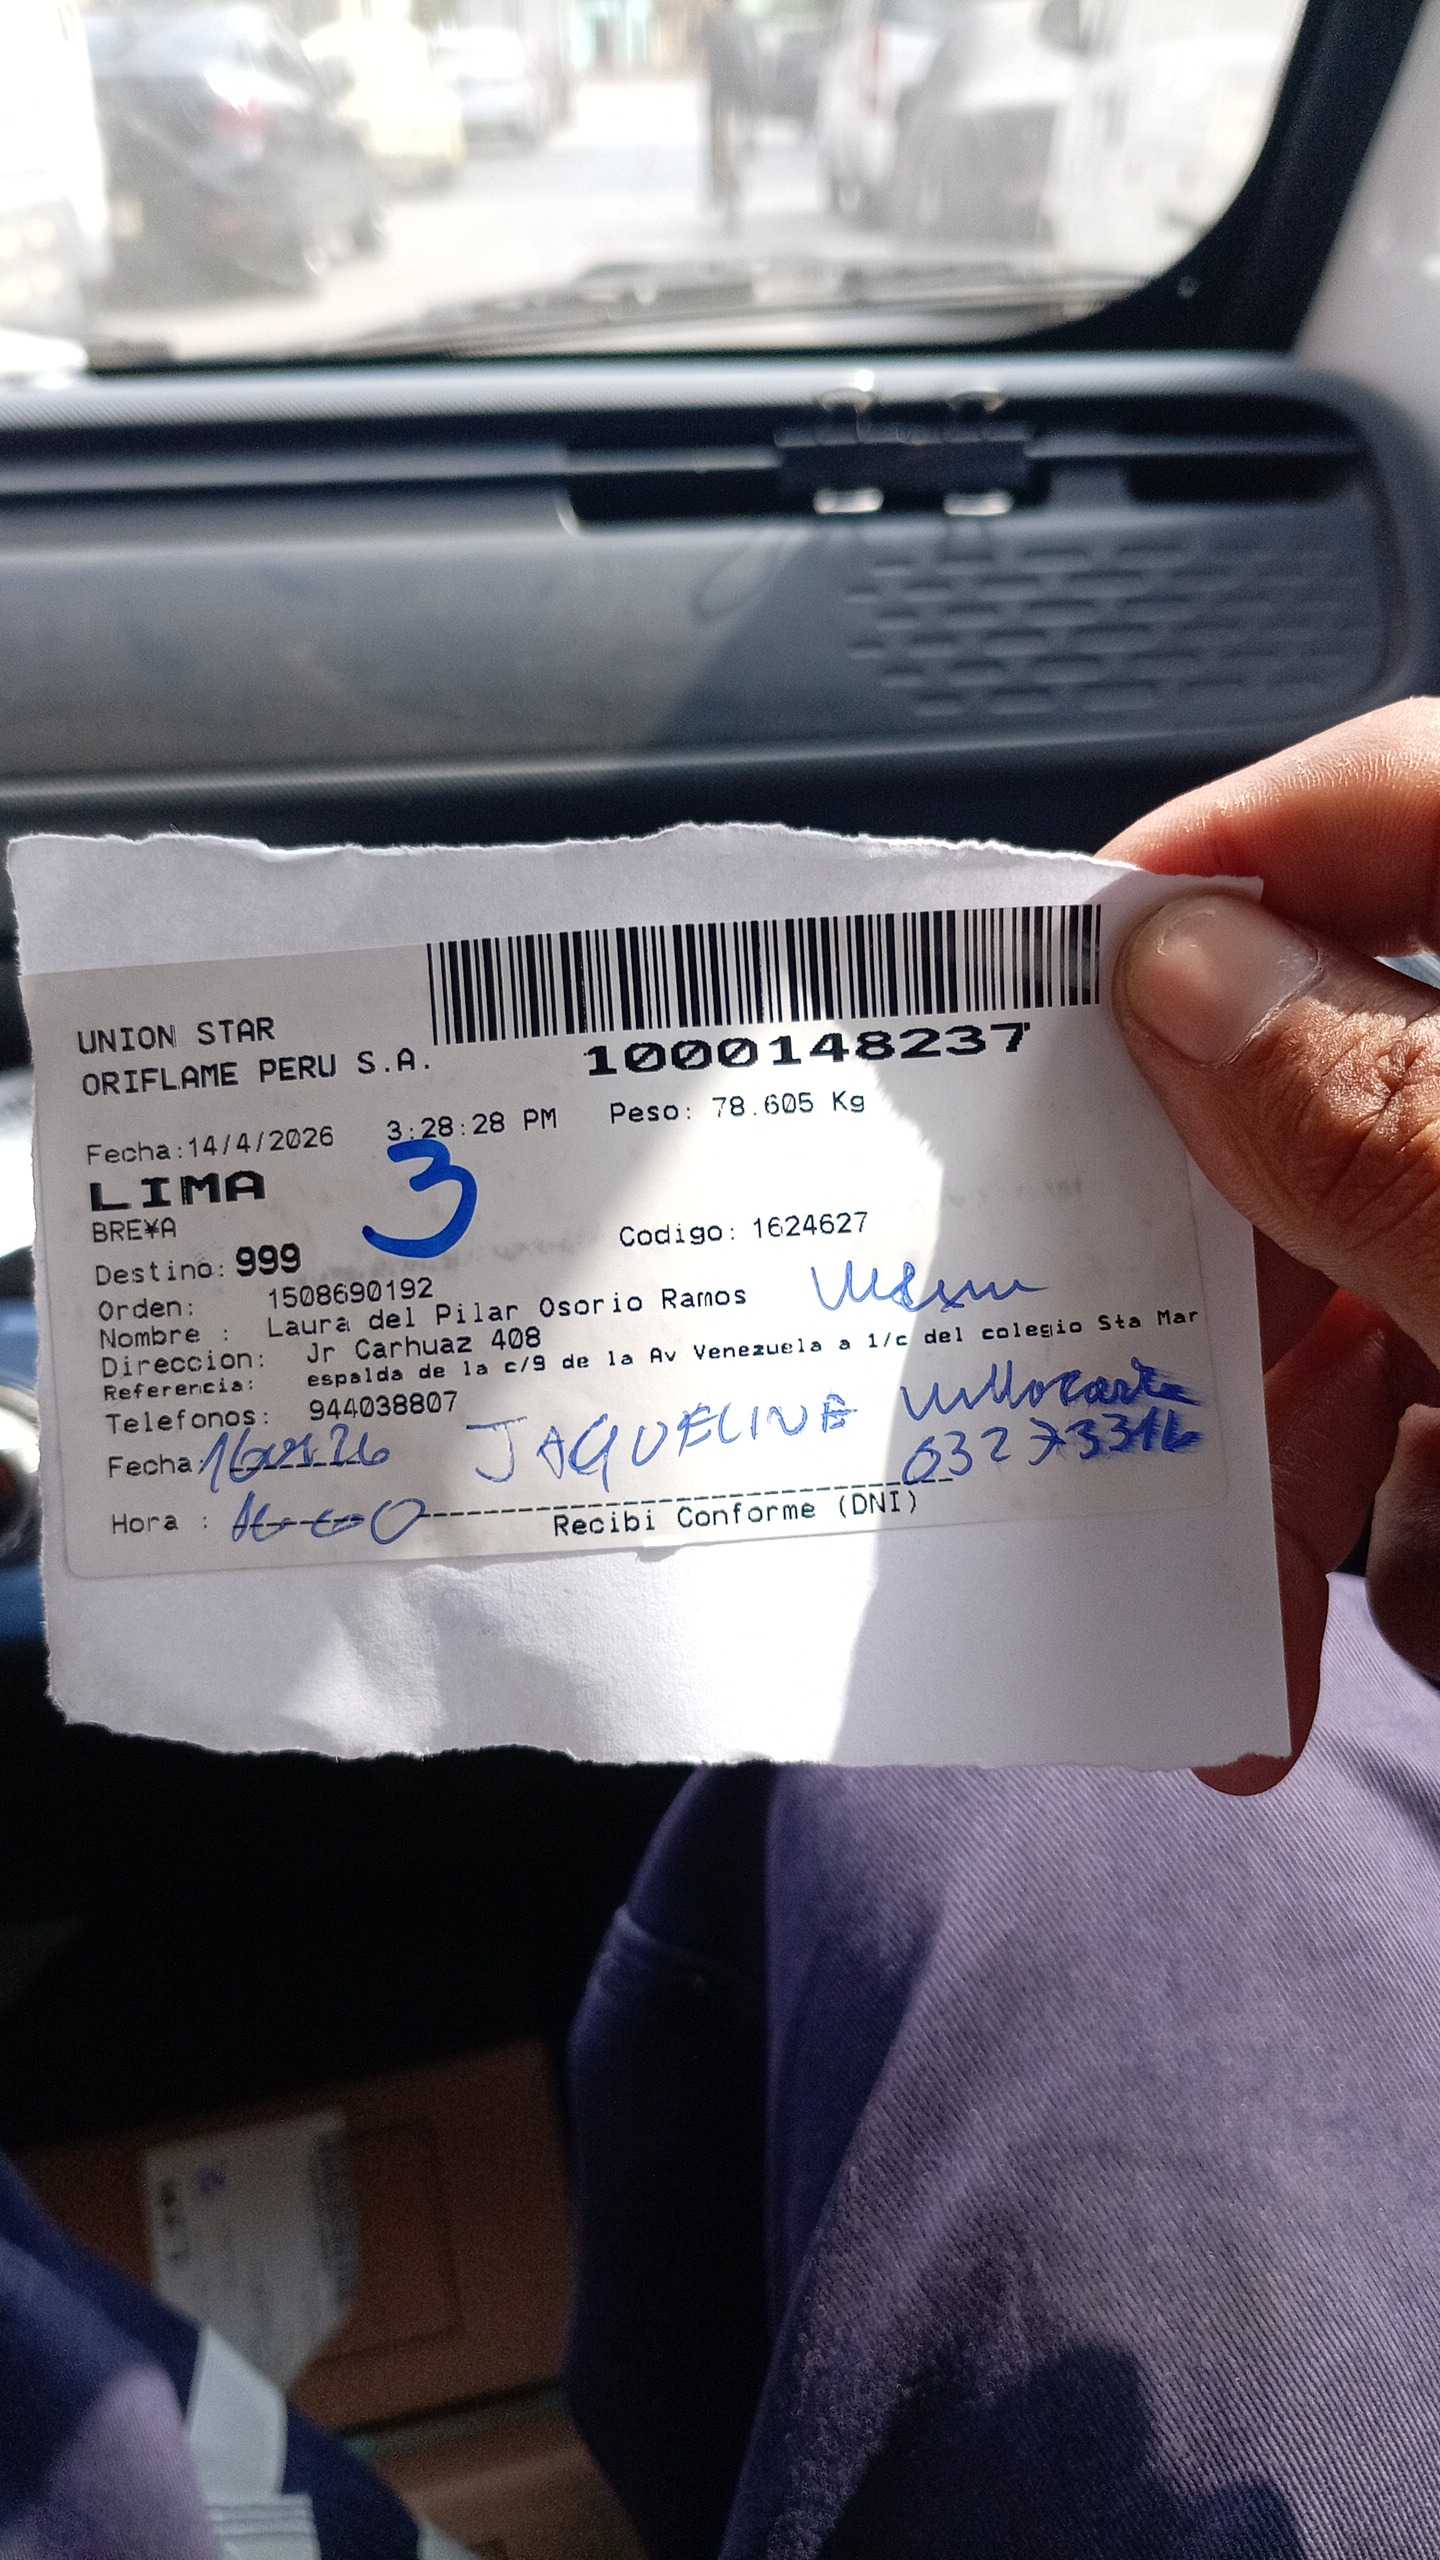 UNION STAR
ORIFLAME PERU S.A.
1000148237
Fecha:14/4/2026 3:28:28 PM Peso: 78.605 Kg
LIMA
3
BRE¥A
Destino: 999 Codigo: 1624627
Orden: 1508690192
Nombre : Laura del Pilar Osorio Ramos
Direccion: Jr Carhuaz 408
Referencia: espalda de la c/9 de la Av Venezuela a 1/c del colegio Sta Mar
Telefonos: 944038807
Fecha: JAQUELINE
Hora :
Recibi Conforme (DNI)